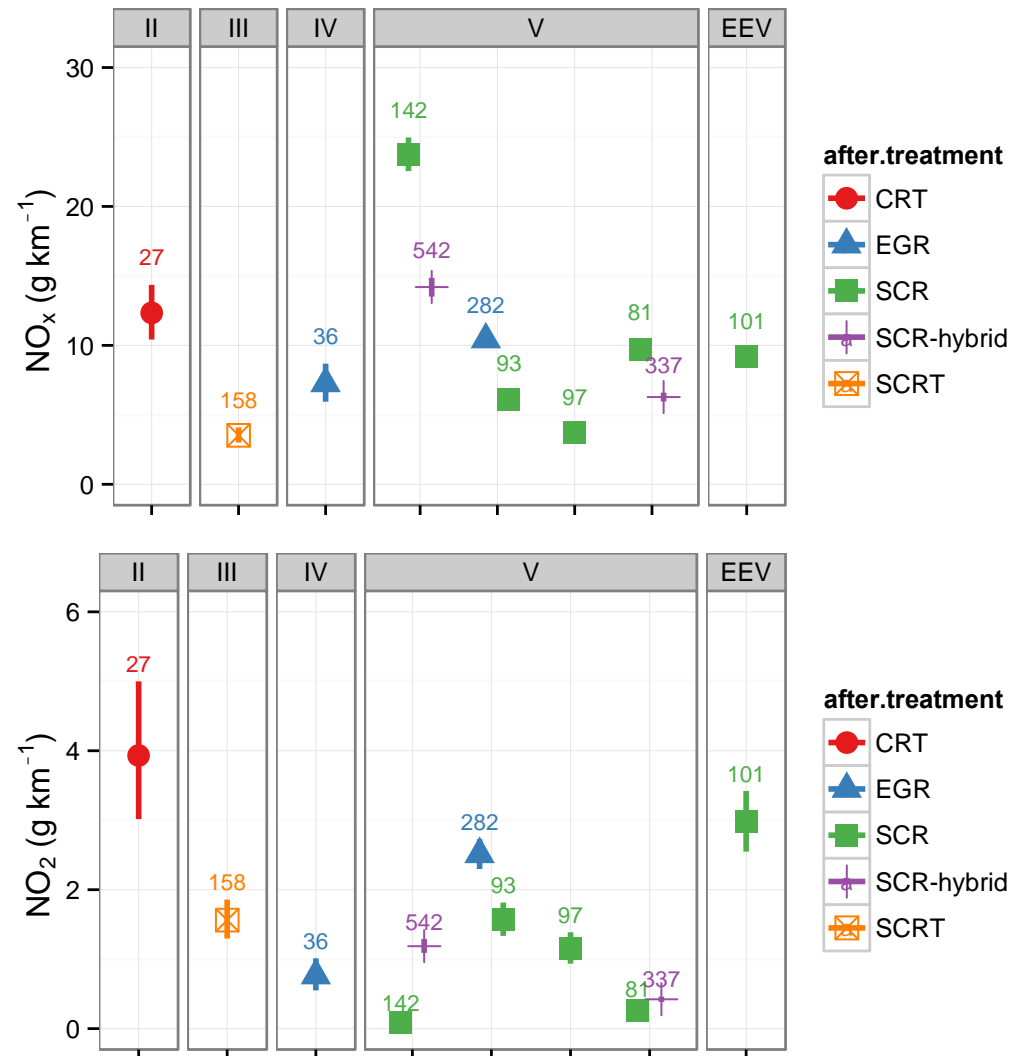 II III IV V EEV
30
20
10
0
NOx (g km−1)
142
542
27
282
81
101
36
93
337
97
158
after.treatment
CRT
EGR
SCR
SCR-hybrid
SCRT
II III IV V EEV
6
4
2
0
NO2 (g km−1)
27
101
282
158
93
97
542
36
81
337
142
after.treatment
CRT
EGR
SCR
SCR-hybrid
SCRT